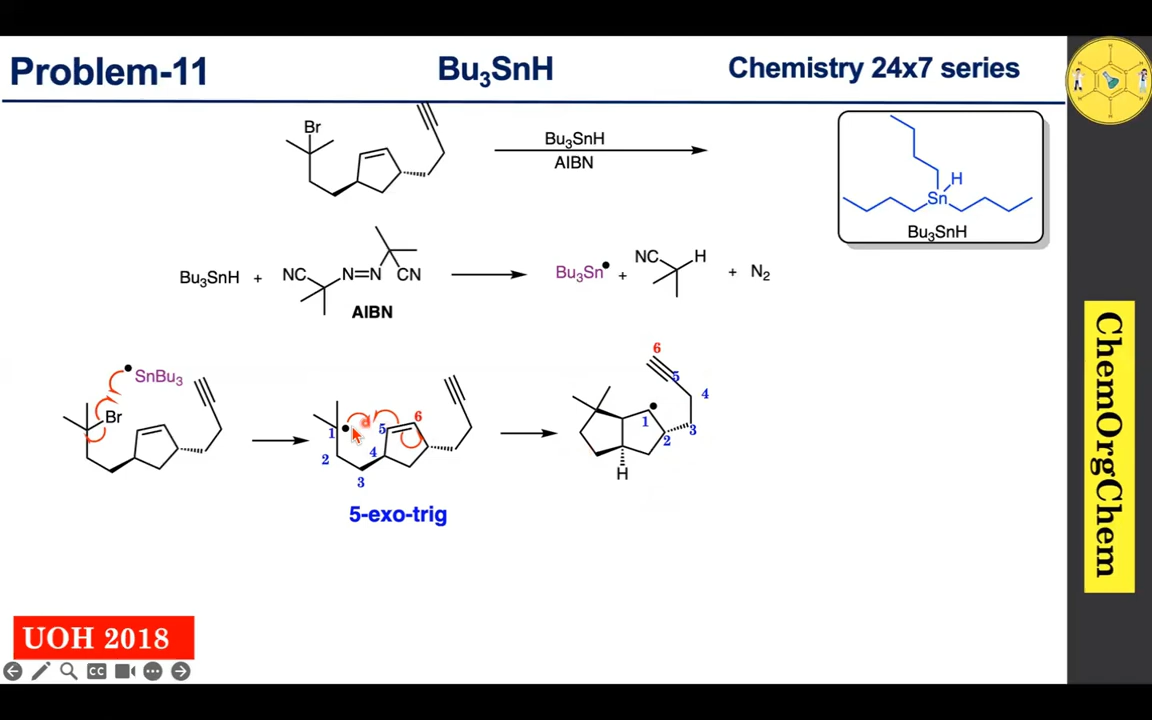 Problem-11
Bu₃SnH
Chemistry 24x7 series
Br
Bu₃SnH
AIBN
H
Sn
Bu₃SnH
Bu₃SnH + NC N=N CN
AIBN
Bu₃Sn• + NC H + N₂
•SnBu₃
Br
1 2 3 4 5 6
5-exo-trig
6
5
4
1
2
3
H
UOH 2018
CC
ChemOrgChem